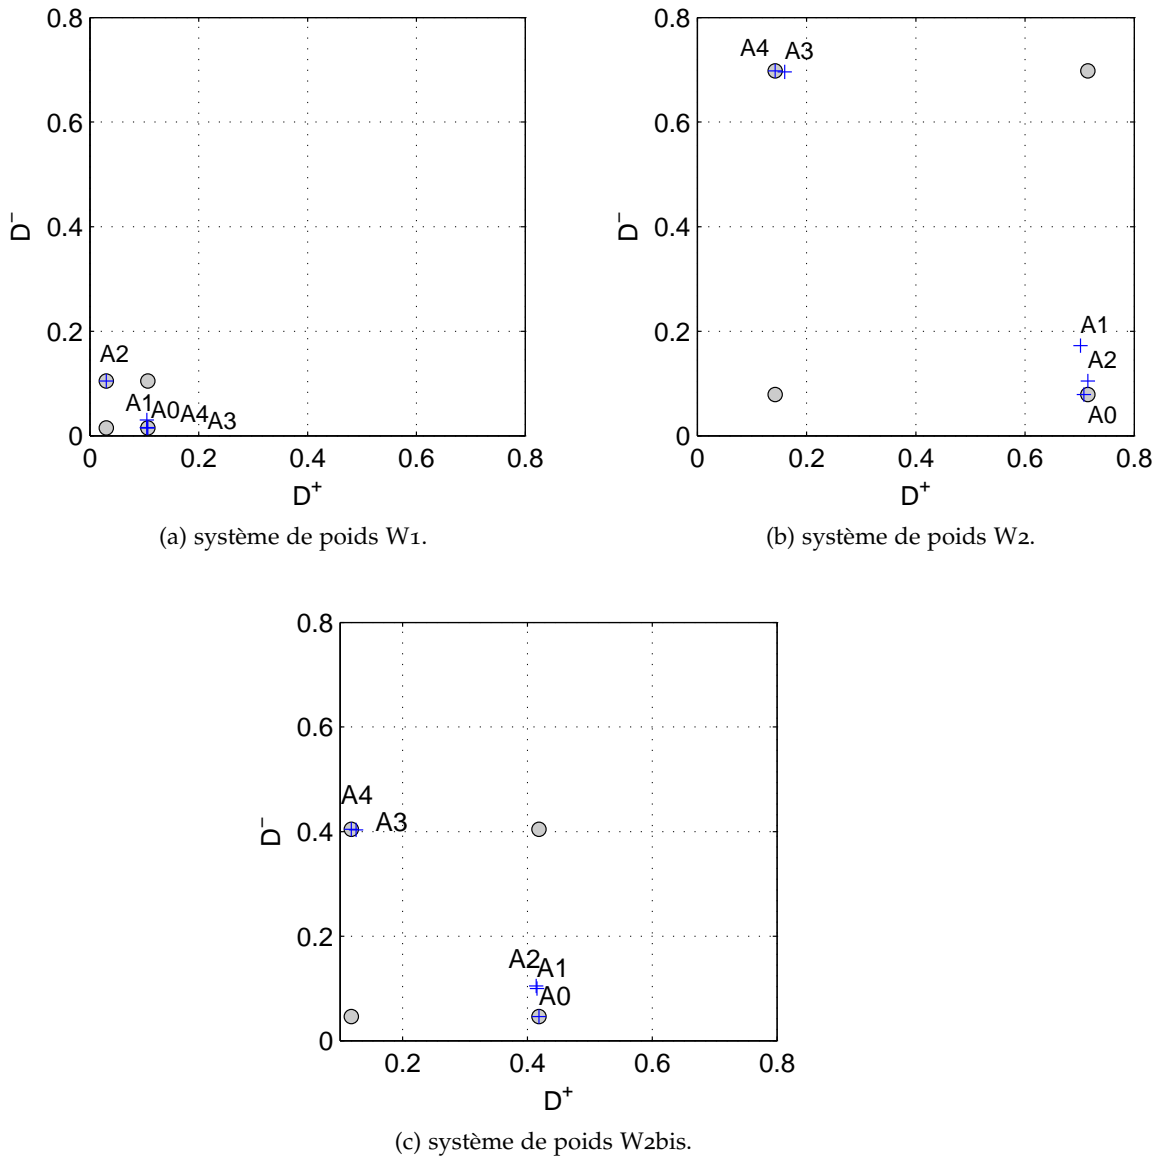 0.8
0.6
0.4
0.2
0
D⁻
A2
A1
A0
A4
A3
0
0.2
0.4
0.6
0.8
D⁺
(a) système de poids W1.
0.8
0.6
0.4
0.2
0
D⁻
A4
A3
A1
A2
A0
0
0.2
0.4
0.6
0.8
D⁺
(b) système de poids W2.
0.8
0.6
0.4
0.2
0
D⁻
A4
A3
A2
A1
A0
0.2
0.4
0.6
0.8
D⁺
(c) système de poids W2bis.